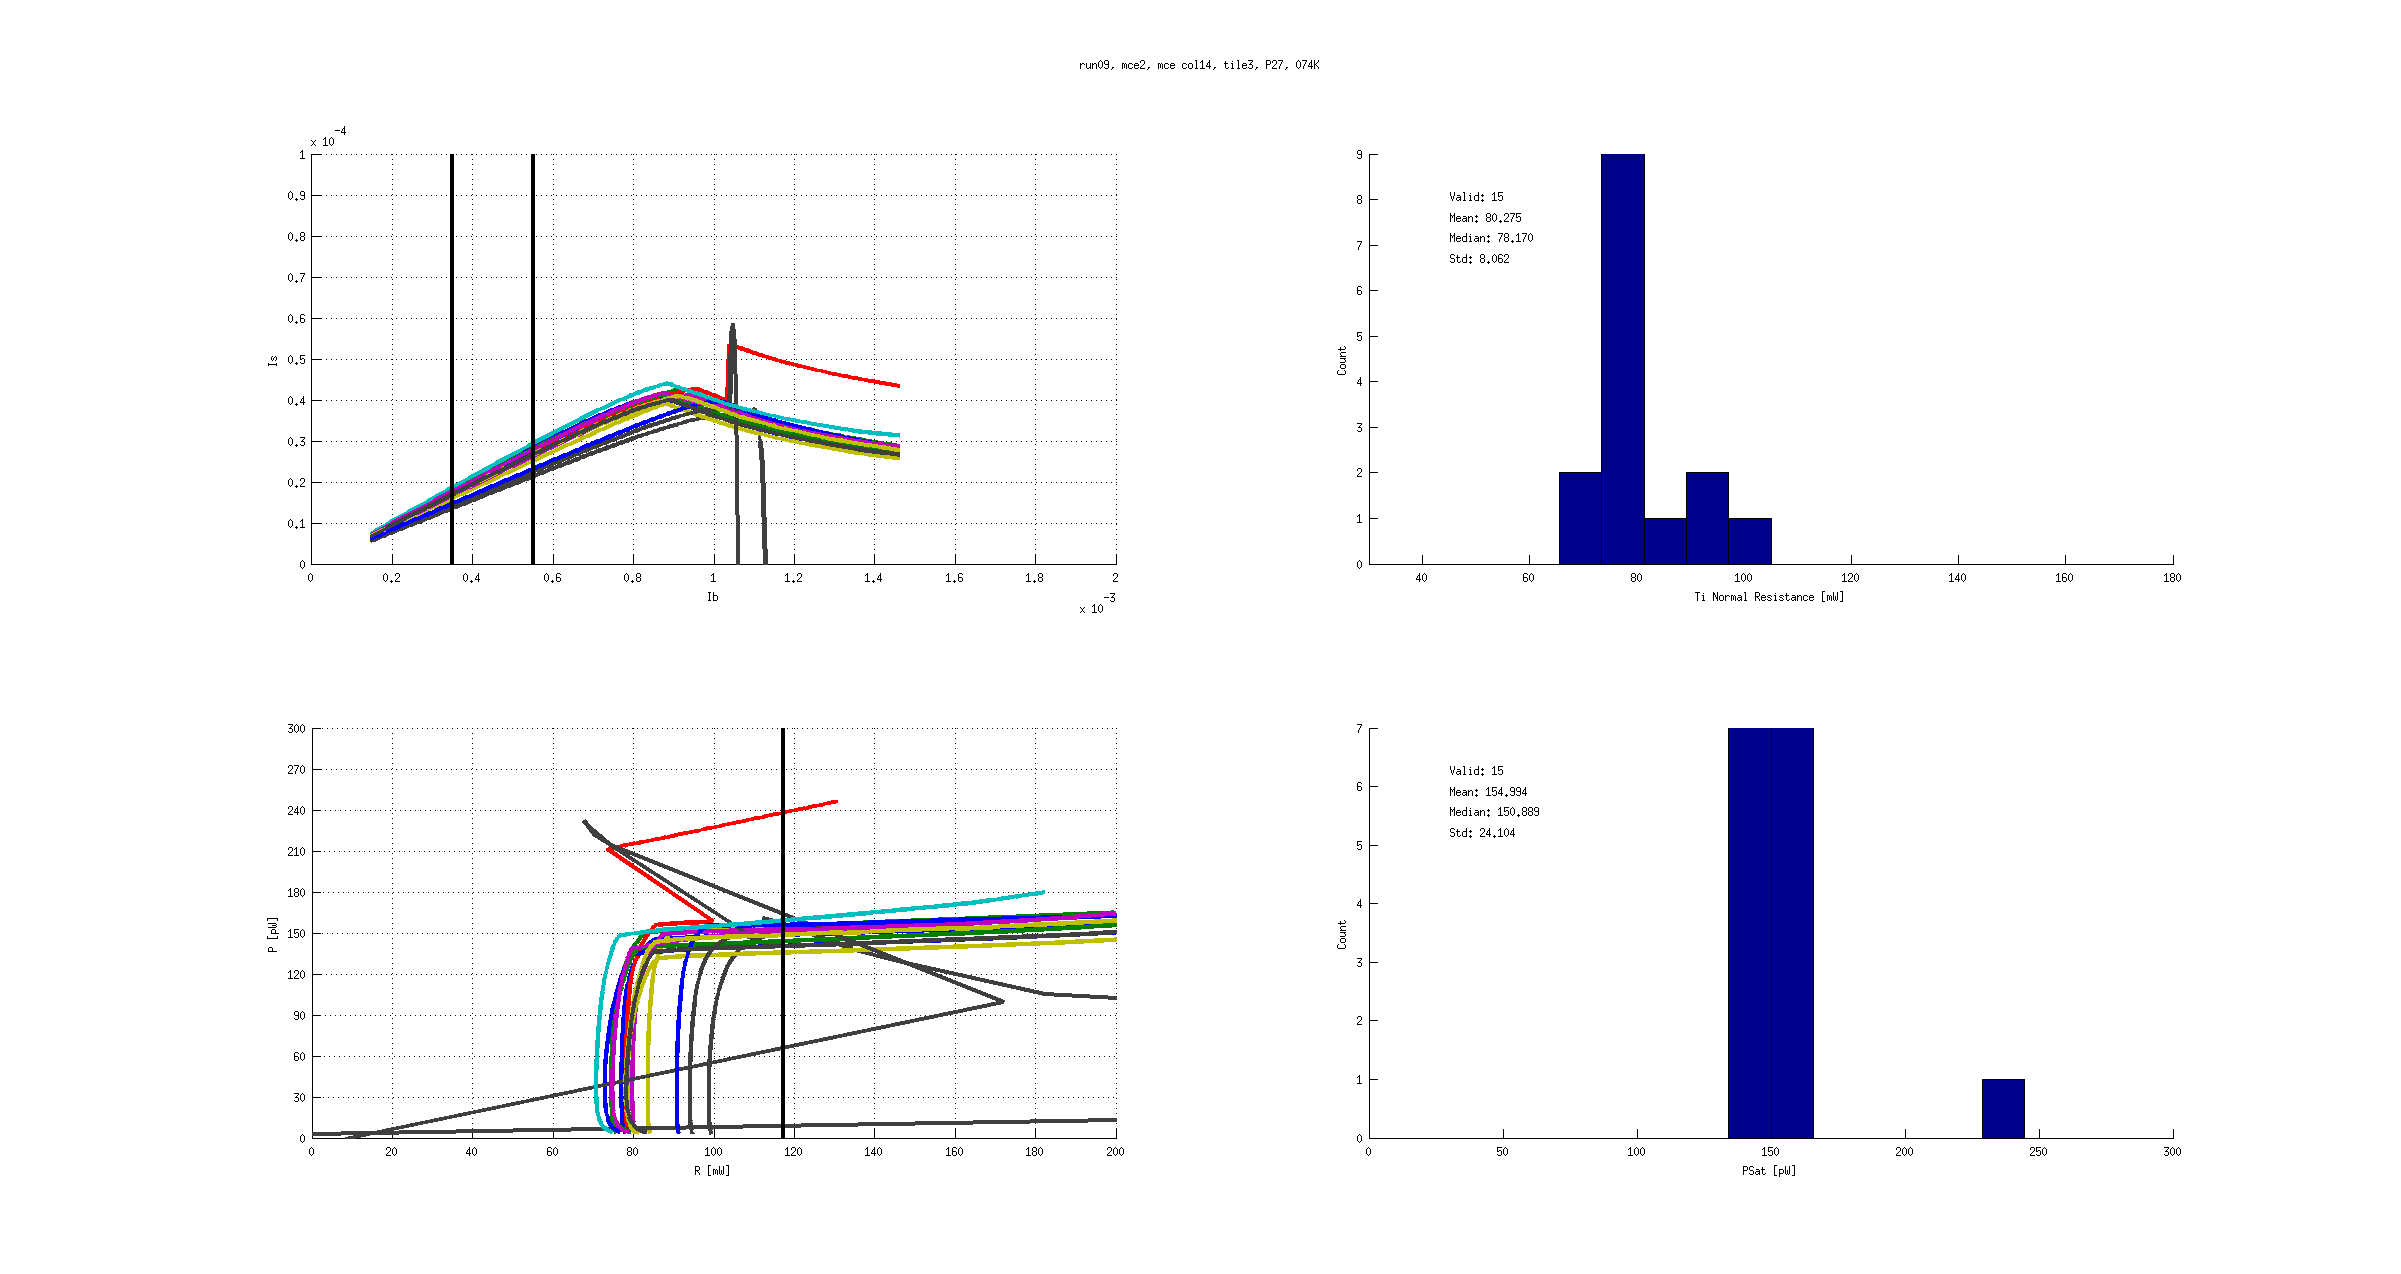 run09, mce2, mce col14, tile3, P27, 074K
x 10^-4
1
0.9
0.8
0.7
0.6
0.5
0.4
0.3
0.2
0.1
0
Is
0 0.2 0.4 0.6 0.8 1 1.2 1.4 1.6 1.8 2
Ib
x 10^-3
9
8
7
6
5
4
3
2
1
0
Count
Valid: 15
Mean: 80.275
Median: 78.170
Std: 8.062
40 60 80 100 120 140 160 180
Ti Normal Resistance [mW]
300
270
240
210
180
150
120
90
60
30
0
P [pW]
0 20 40 60 80 100 120 140 160 180 200
R [mW]
7
6
5
4
3
2
1
0
Count
Valid: 15
Mean: 154.994
Median: 150.889
Std: 24.104
0 50 100 150 200 250 300
PSat [pW]